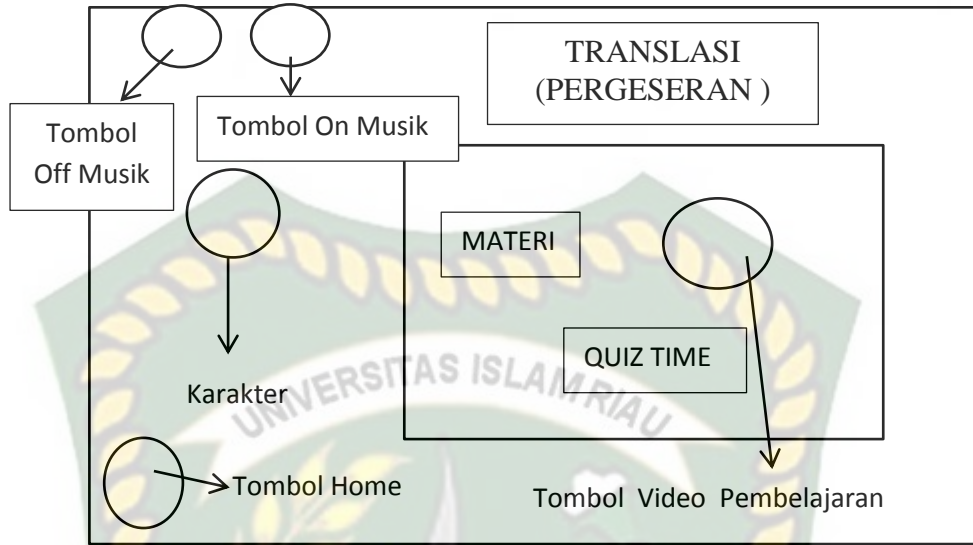 TRANSLASI
(PERGESERAN )
Tombol
Off Musik
Tombol On Musik
MATERI
QUIZ TIME
Karakter
UNIVERSITAS ISLAM RIAU
Tombol Home
Tombol Video Pembelajaran